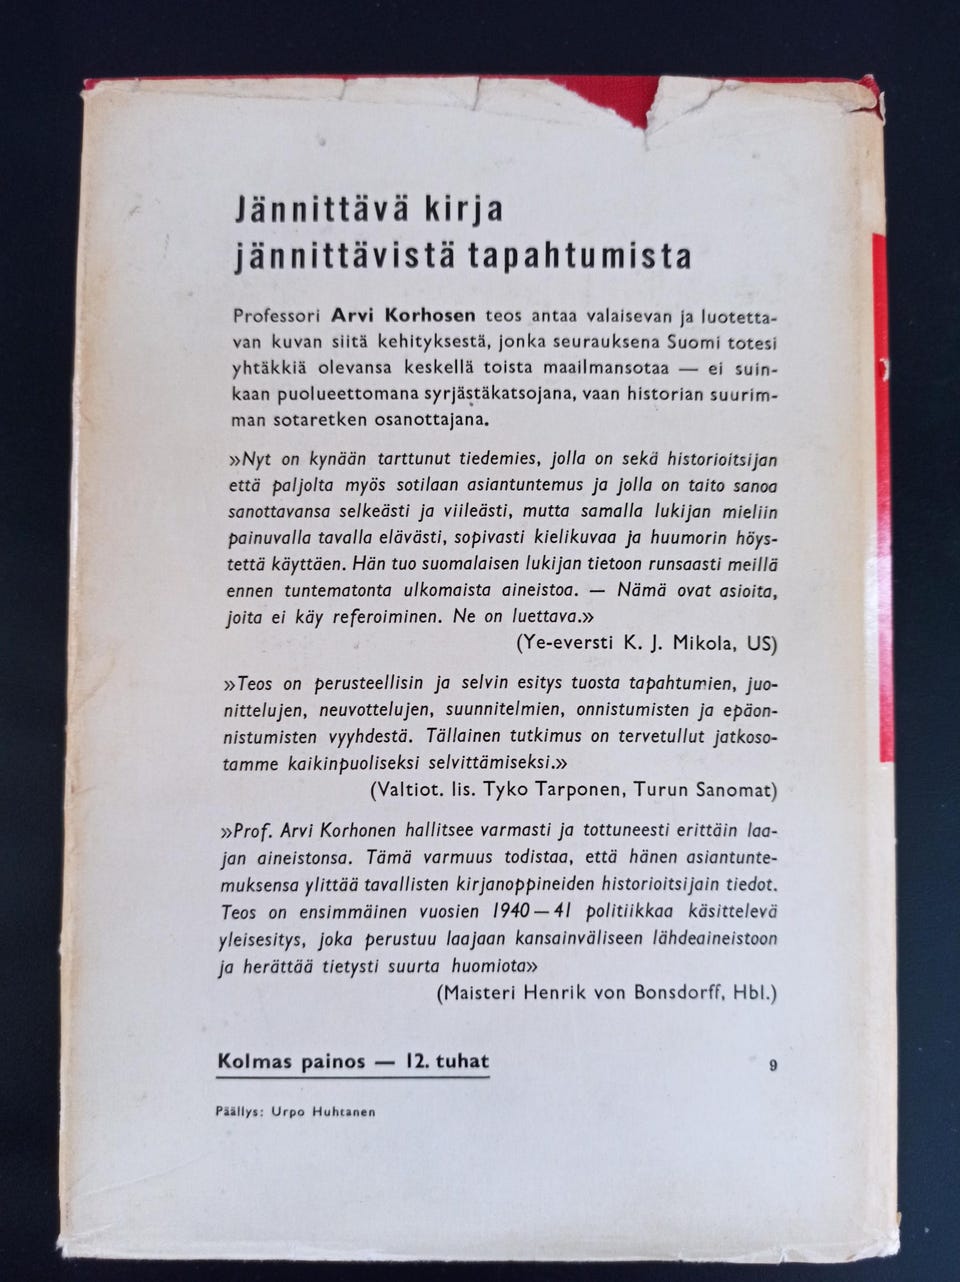 Jännittävä kirja
jännittävistä tapahtumista
Professori Arvi Korhosen teos antaa valaisevan ja luotetta-
van kuvan siitä kehityksestä, jonka seurauksena Suomi totesi
yhtäkkiä olevansa keskellä toista maailmansotaa — ei suin-
kaan puolueettomana syrjästäkatsojana, vaan historian suurim-
man sotaretken osanottajana.
»Nyt on kynään tarttunut tiedemies, jolla on sekä historioitsijan
että paljolta myös sotilaan asiantuntemus ja jolla on taito sanoa
sanottavansa selkeästi ja viileästi, mutta samalla lukijan mieliin
painuvalla tavalla elävästi, sopivasti kielikuvaa ja huumorin höys-
tettä käyttäen. Hän tuo suomalaisen lukijan tietoon runsaasti meillä
ennen tuntematonta ulkomaista aineistoa. — Nämä ovat asioita,
joita ei käy referoiminen. Ne on luettava.»
(Ye-eversti K. J. Mikola, US)
»Teos on perusteellisin ja selvin esitys tuosta tapahtumien, juo-
nittelujen, neuvottelujen, suunnitelmien, onnistumisten ja epäon-
nistumisten vyyhdestä. Tällainen tutkimus on tervetullut jatkoso-
tamme kaikinpuoliseksi selvittämiseksi.»
(Valtiot. lis. Tyko Tarponen, Turun Sanomat)
»Prof. Arvi Korhonen hallitsee varmasti ja tottuneesti erittäin laa-
jan aineistonsa. Tämä varmuus todistaa, että hänen asiantunte-
muksensa ylittää tavallisten kirjanoppineiden historioitsijain tiedot.
Teos on ensimmäinen vuosien 1940—41 politiikkaa käsittelevä
yleisesitys, joka perustuu laajaan kansainväliseen lähdeaineistoon
ja herättää tietysti suurta huomiota»
(Maisteri Henrik von Bonsdorff, Hbl.)
Kolmas painos — 12. tuhat
9
Päällys: Urpo Huhtanen